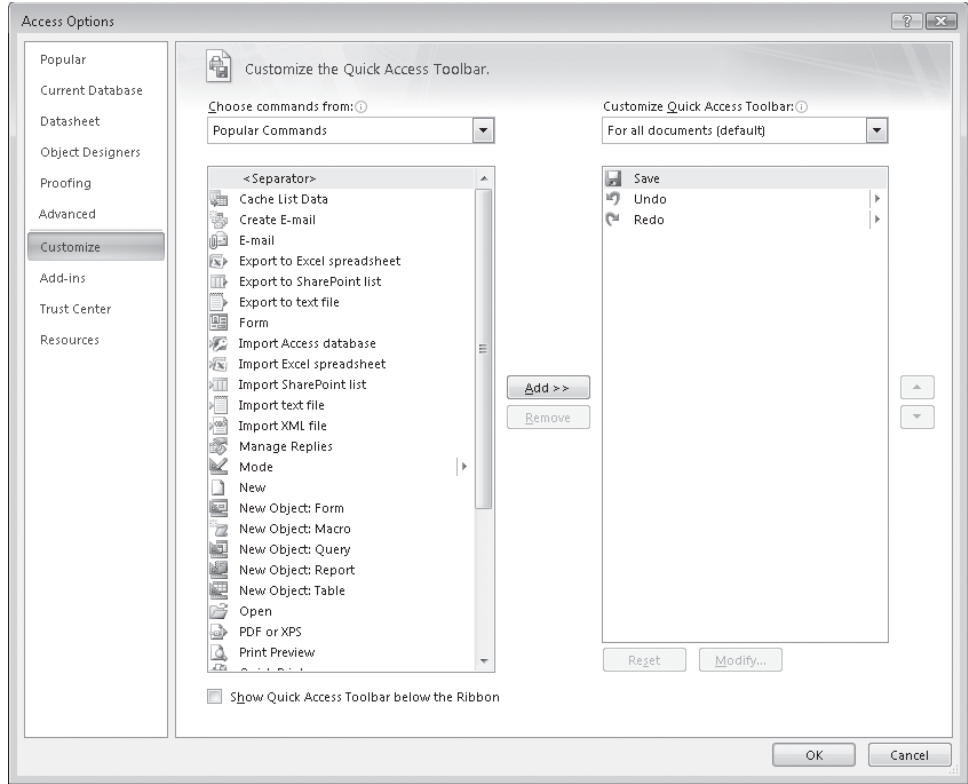 Access Options
Popular
Current Database
Datasheet
Object Designers
Proofing
Advanced
Customize
Add-ins
Trust Center
Resources
Customize the Quick Access Toolbar.
Choose commands from:
Popular Commands
<Separator>
Cache List Data
Create E-mail
E-mail
Export to Excel spreadsheet
Export to SharePoint list
Export to text file
Form
Import Access database
Import Excel spreadsheet
Import SharePoint list
Import text file
Import XML file
Manage Replies
Mode
New
New Object: Form
New Object: Macro
New Object: Query
New Object: Report
New Object: Table
Open
PDF or XPS
Print Preview
Show Quick Access Toolbar below the Ribbon
Add >>
Remove
Customize Quick Access Toolbar:
For all documents (default)
Save
Undo
Redo
Reset
Modify...
OK
Cancel